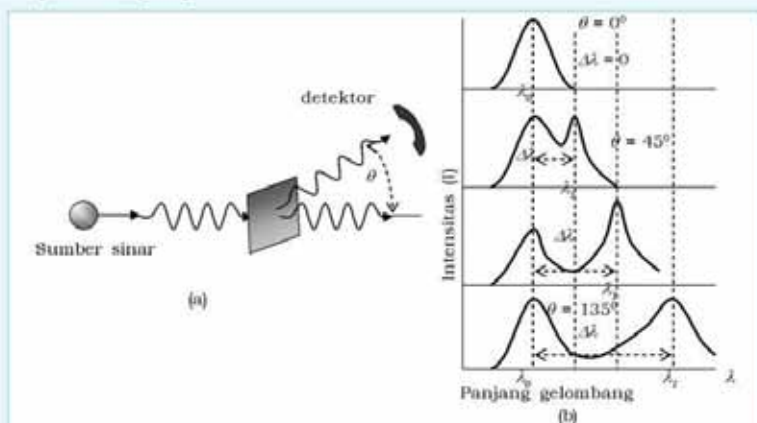 detektor
θ
Sumber sinar
(a)
Intensitas (I)
θ = 0°
Δλ = 0
λ₀
θ = 45°
Δλ
λ₁
Δλ
λ₁
θ = 135°
Δλ
λ₀
λ₁
λ
Panjang gelombang
(b)